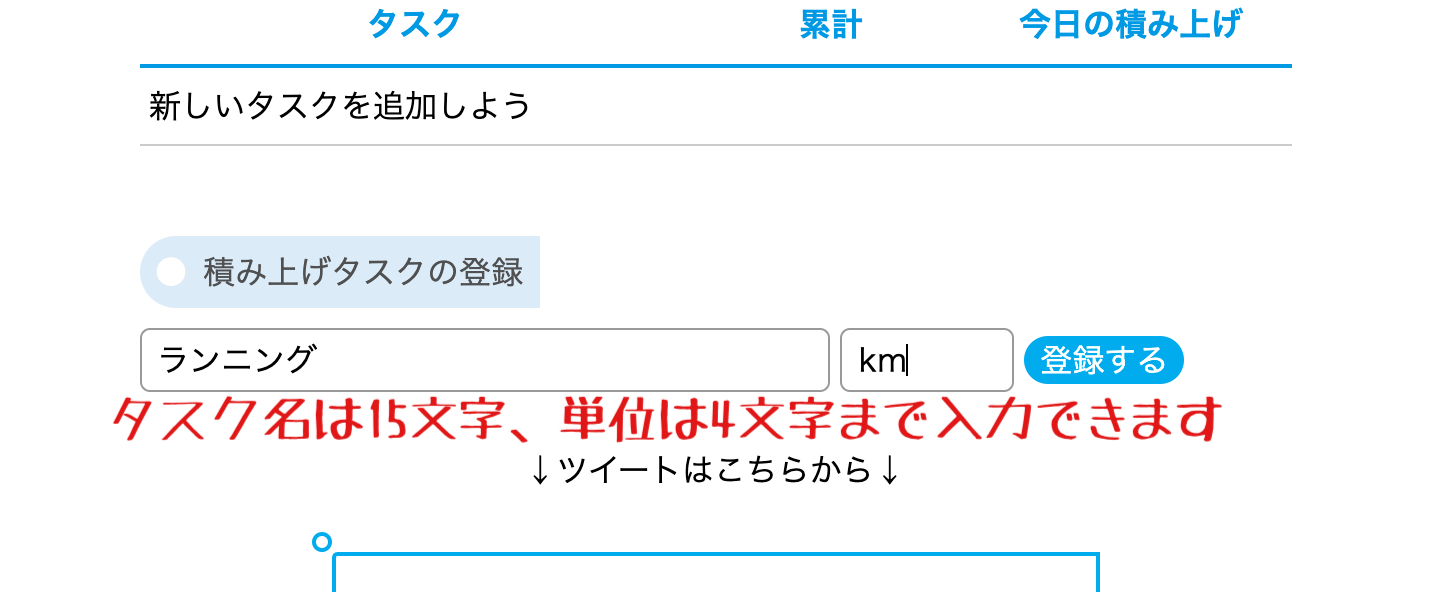 タスク 累計 今日の積み上げ
新しいタスクを追加しよう
積み上げタスクの登録
ランニング km 登録する
タスク名は15文字、単位は4文字まで入力できます
↓ツイートはこちらから↓